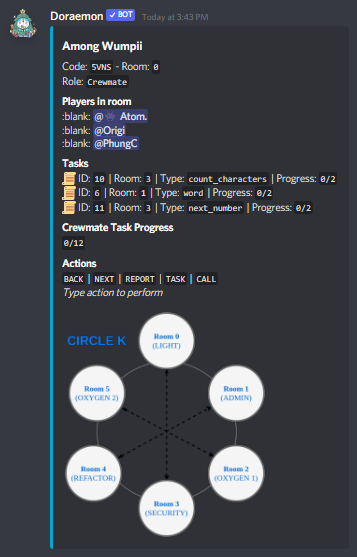 Doraemon ✓ BOT Today at 3:43 PM
Among Wumpii
Code: 5VNS - Room: 0
Role: Crewmate
Players in room
:blank: @👾 Atom.
:blank: @Origi
:blank: @PhungC
Tasks
📜 ID: 10 | Room: 3 | Type: count_characters | Progress: 0/2
📜 ID: 6 | Room: 1 | Type: word | Progress: 0/2
📜 ID: 11 | Room: 3 | Type: next_number | Progress: 0/2
Crewmate Task Progress
0/12
Actions
BACK | NEXT | REPORT | TASK | CALL
Type action to perform
CIRCLE K
Room 0
(LIGHT)
Room 5
(OXYGEN 2)
Room 1
(ADMIN)
Room 4
(REFACTOR)
Room 2
(OXYGEN 1)
Room 3
(SECURITY)